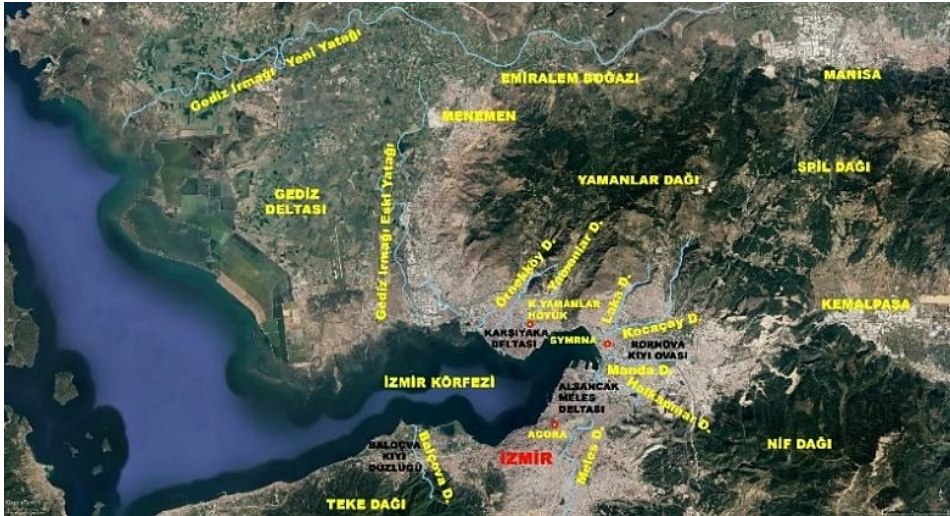 EMİRALEM BOĞAZI
MANİSA
Gediz Irmağı Yeni Yatağı
MENEMEN
SPİL DAĞI
YAMANLAR DAĞI
GEDİZ
DELTASI
Gediz Irmağı Eski Yatağı
Örnekköy D.
Yamanlar D.
Laka D.
K.YAMANLAR
HÖYÜK
KEMALPAŞA
KARŞIYAKA
DELTASI
SYMRNA
Kocaçay D.
BORNOVA
KIYI OVASI
Manda D.
İZMİR KÖRFEZİ
ALSANCAK
MELES
DELTASI
Halkapınar D.
AGORA
BALÇOVA
KIYI
DÜZLÜĞÜ
Balçova D.
İZMİR
Meles D.
NİF DAĞI
TEKE DAĞI